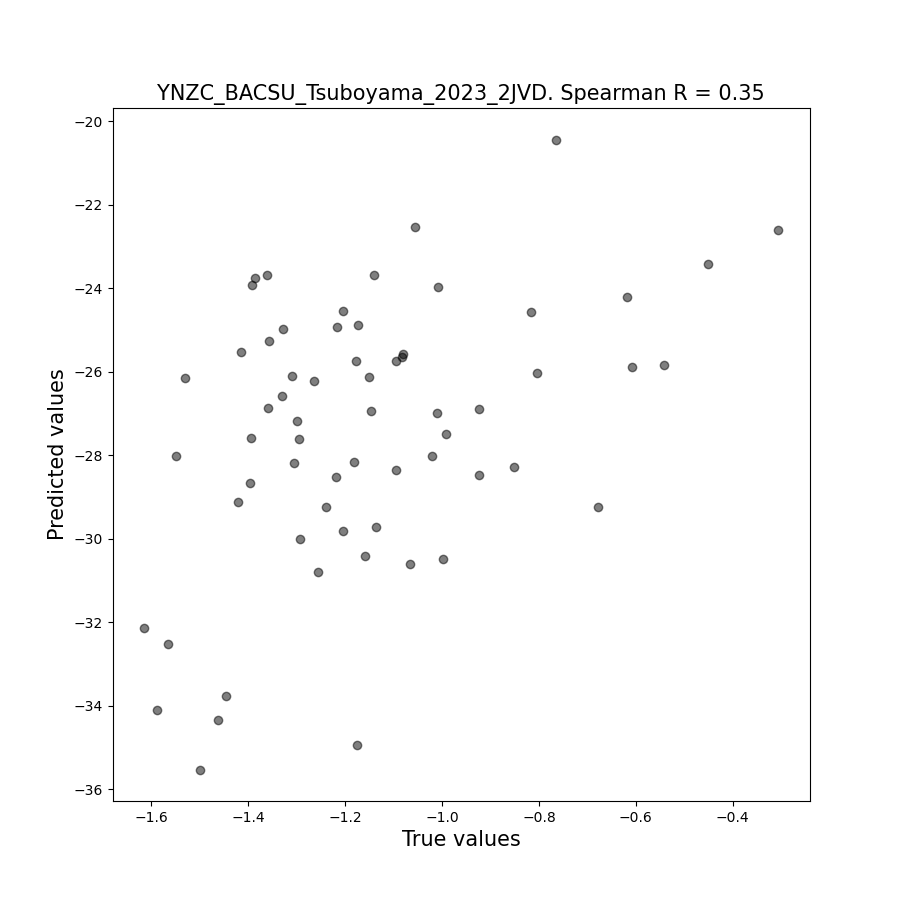 YNZC_BACSU_Tsuboyama_2023_2JVD. Spearman R = 0.35
−20
−22
−24
−26
−28
−30
−32
−34
−36
Predicted values
−1.6 −1.4 −1.2 −1.0 −0.8 −0.6 −0.4
True values